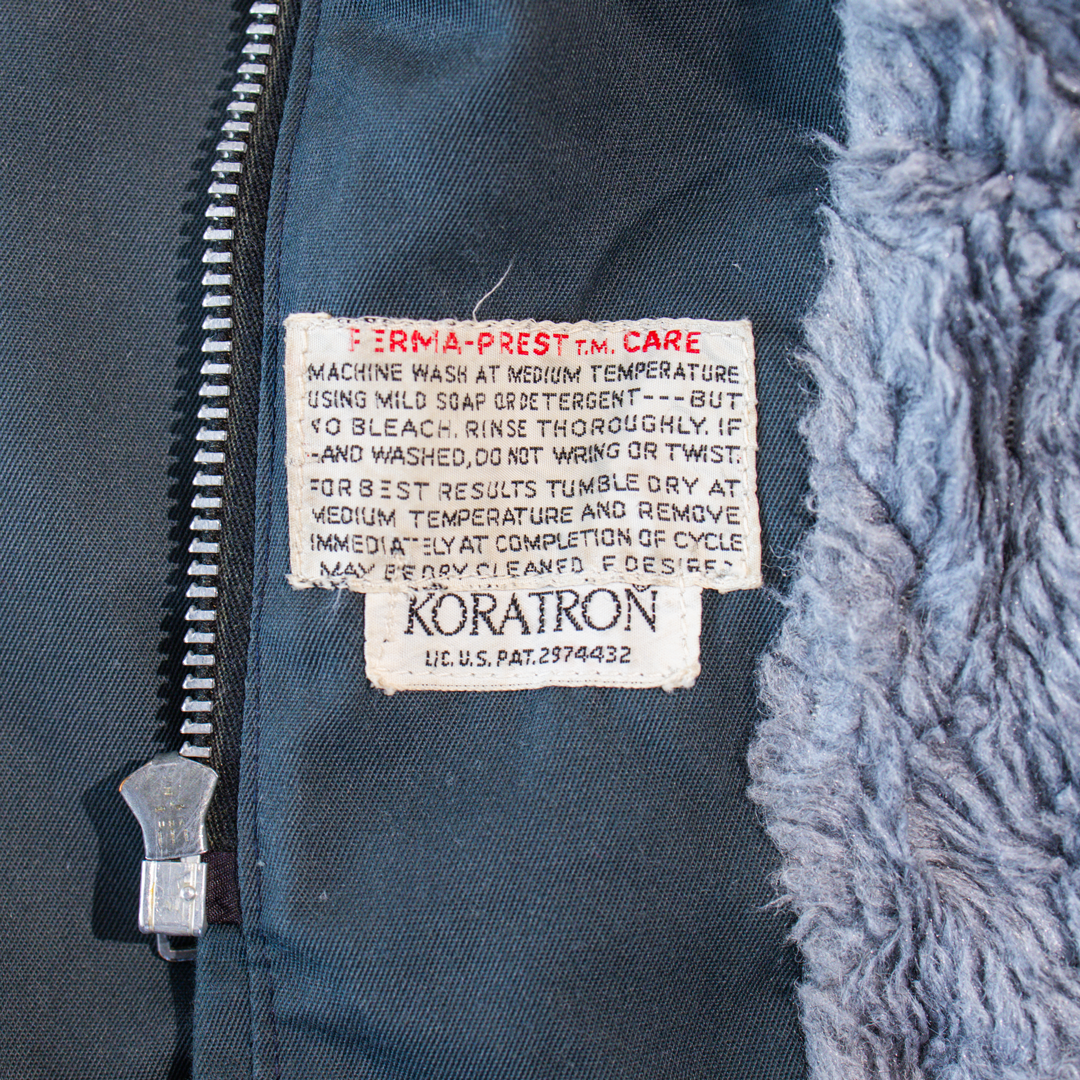 PERMA-PREST T.M. CARE
MACHINE WASH AT MEDIUM TEMPERATURE
USING MILD SOAP OR DETERGENT---BUT
NO BLEACH. RINSE THOROUGHLY. IF
HAND WASHED, DO NOT WRING OR TWIST.
FOR BEST RESULTS TUMBLE DRY AT
MEDIUM TEMPERATURE AND REMOVE
IMMEDIATELY AT COMPLETION OF CYCLE
MAY BE DRY CLEANED IF DESIRED
KORATRON
LIC. U.S. PAT. 2974432